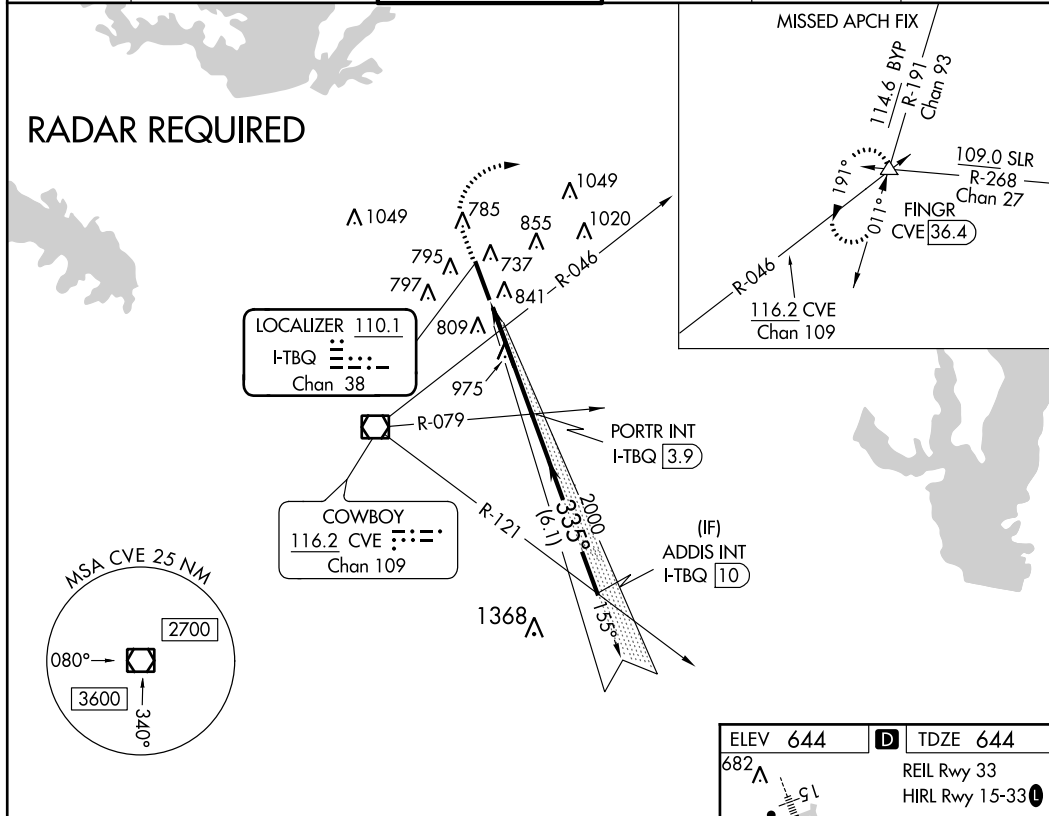 MISSED APCH FIX
114.6 BYP
R-191
Chan 93
109.0 SLR
R-268
Chan 27
191°
011°
FINGR
CVE 36.4
R-046
116.2 CVE
Chan 109
RADAR REQUIRED
1049
1049
785
855
1020
795
737
797
841
R-046
809
975
LOCALIZER 110.1
I-TBQ
Chan 38
R-079
PORTR INT
I-TBQ 3.9
COWBOY
116.2 CVE
Chan 109
R-121
2000
335°
(6.1)
(IF)
ADDIS INT
I-TBQ 10
155°
1368
MSA CVE 25 NM
2700
080°
3600
340°
ELEV 644 D TDZE 644
682
REIL Rwy 33
HIRL Rwy 15-33 L
15